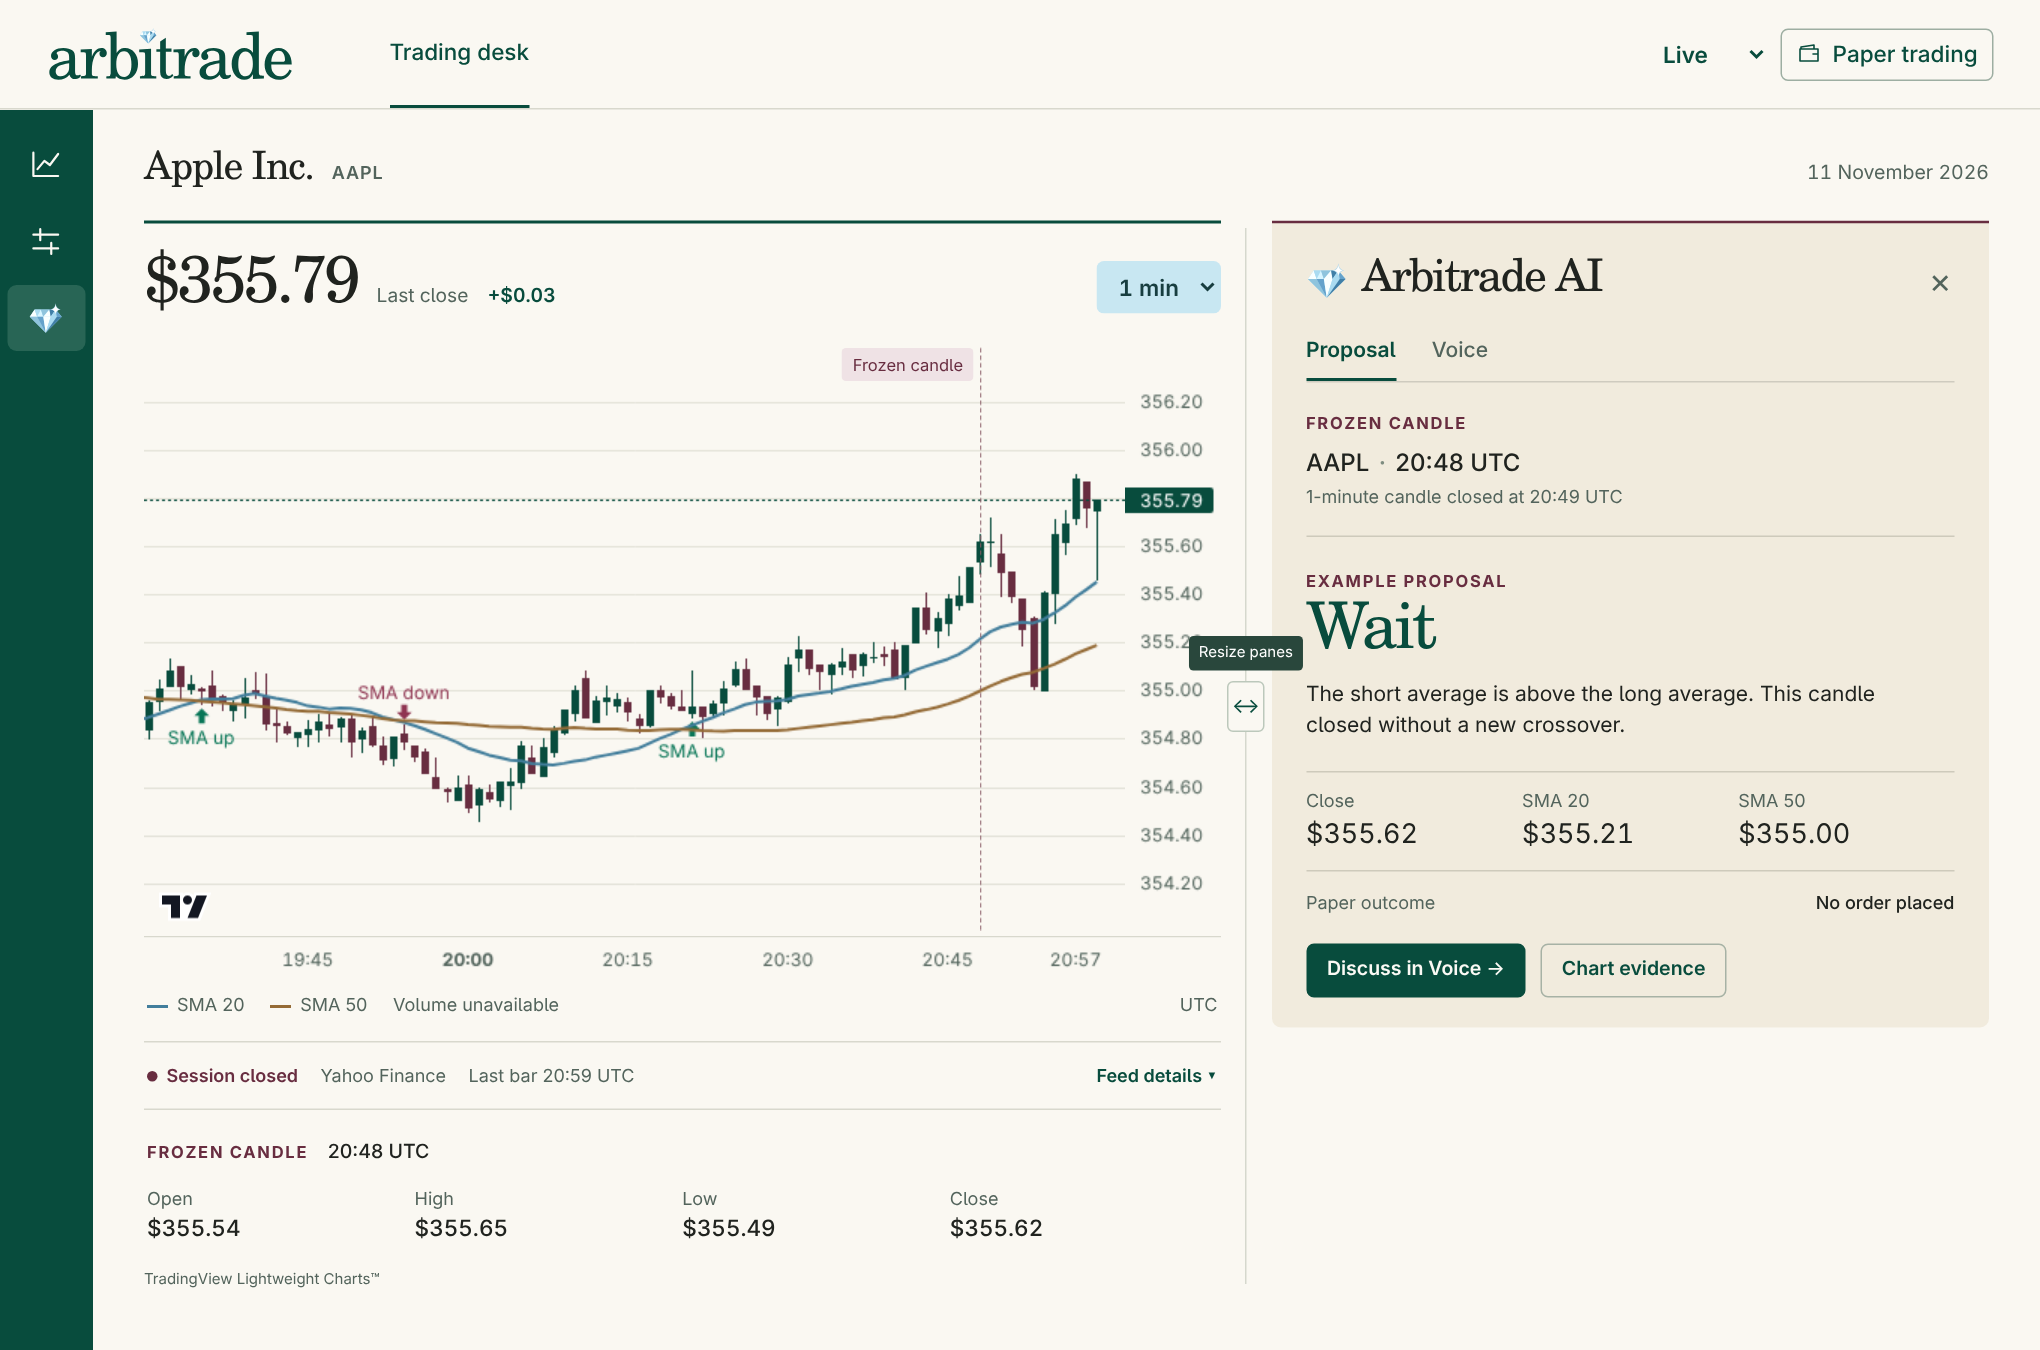 arbitrade
Trading desk
Live
Paper trading
Apple Inc. AAPL
11 November 2026
$355.79 Last close +$0.03
1 min
Frozen candle
356.20
356.00
355.79
355.60
355.40
355.2
355.00
354.80
354.60
354.40
354.20
SMA up
SMA down
SMA up
19:45 20:00 20:15 20:30 20:45 20:57
SMA 20 SMA 50 Volume unavailable UTC
Session closed Yahoo Finance Last bar 20:59 UTC Feed details
FROZEN CANDLE 20:48 UTC
Open High Low Close
$355.54 $355.65 $355.49 $355.62
TradingView Lightweight Charts™
Resize panes
Arbitrade AI
Proposal Voice
FROZEN CANDLE
AAPL · 20:48 UTC
1-minute candle closed at 20:49 UTC
EXAMPLE PROPOSAL
Wait
The short average is above the long average. This candle
closed without a new crossover.
Close SMA 20 SMA 50
$355.62 $355.21 $355.00
Paper outcome No order placed
Discuss in Voice → Chart evidence